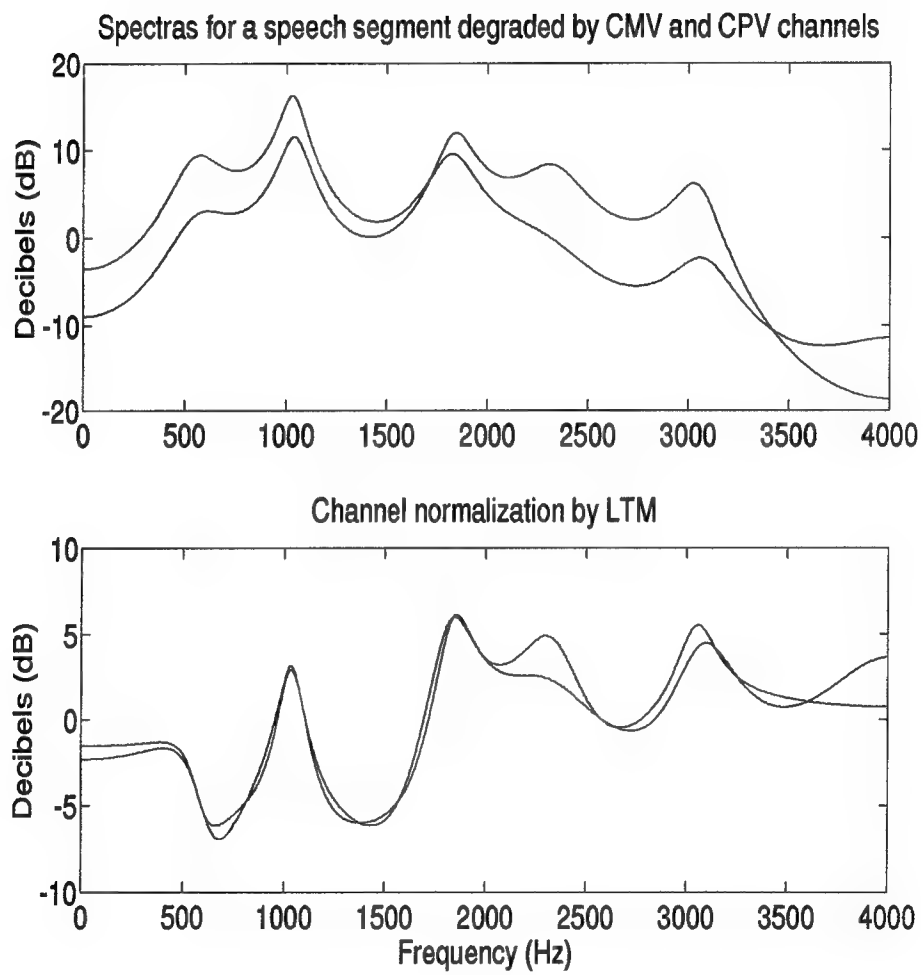 Spectras for a speech segment degraded by CMV and CPV channels
20
10
0
-10
-20
Decibels (dB)
0 500 1000 1500 2000 2500 3000 3500 4000
Channel normalization by LTM
10
5
0
-5
-10
Decibels (dB)
0 500 1000 1500 2000 2500 3000 3500 4000
Frequency (Hz)